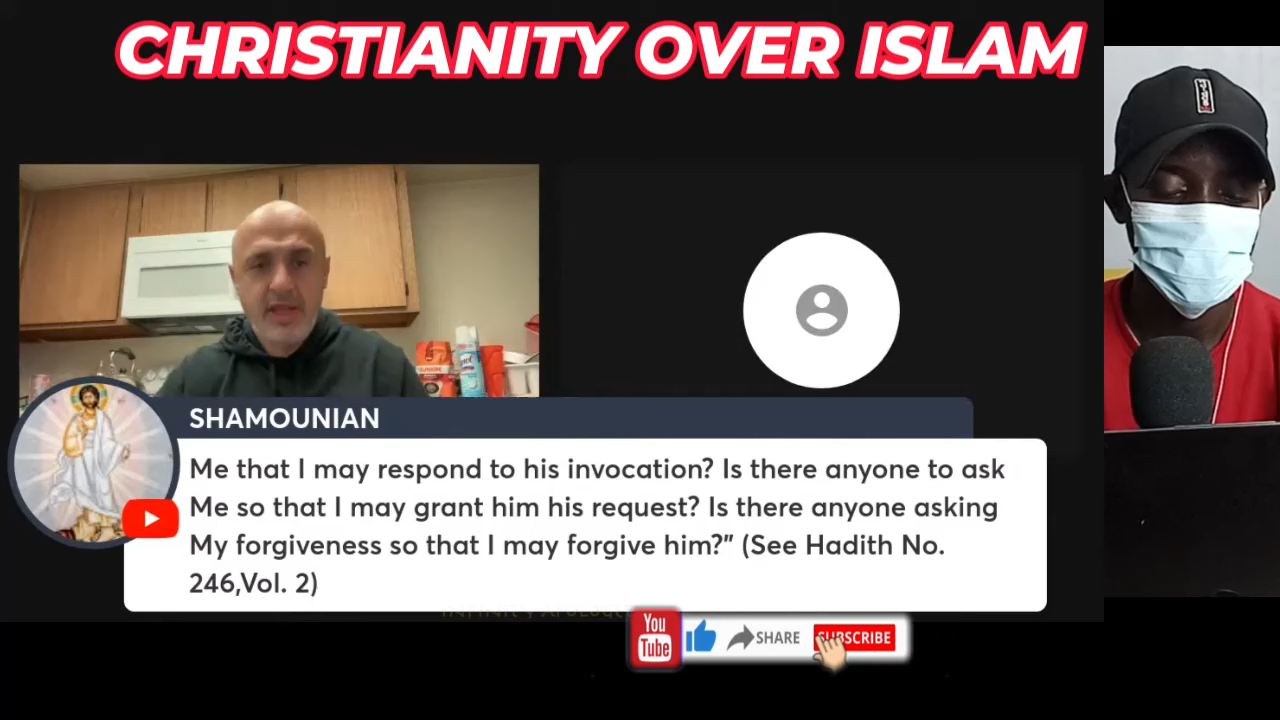 CHRISTIANITY OVER ISLAM
SHAMOUNIAN
Me that I may respond to his invocation? Is there anyone to ask
Me so that I may grant him his request? Is there anyone asking
My forgiveness so that I may forgive him?” (See Hadith No.
246,Vol. 2)
You
Tube
SHARE
SUBSCRIBE